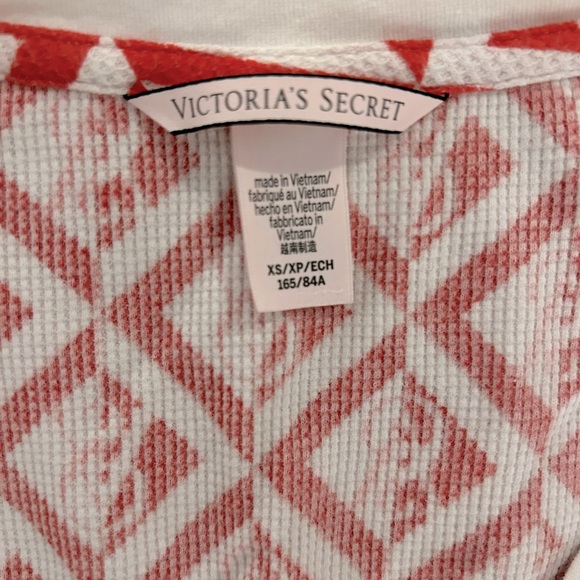 VICTORIA'S SECRET
made in Vietnam/
fabriqué au Vietnam/
hecho en Vietnam/
fabbricato in
Vietnam/
越南制造
XS/XP/ECH
165/84A